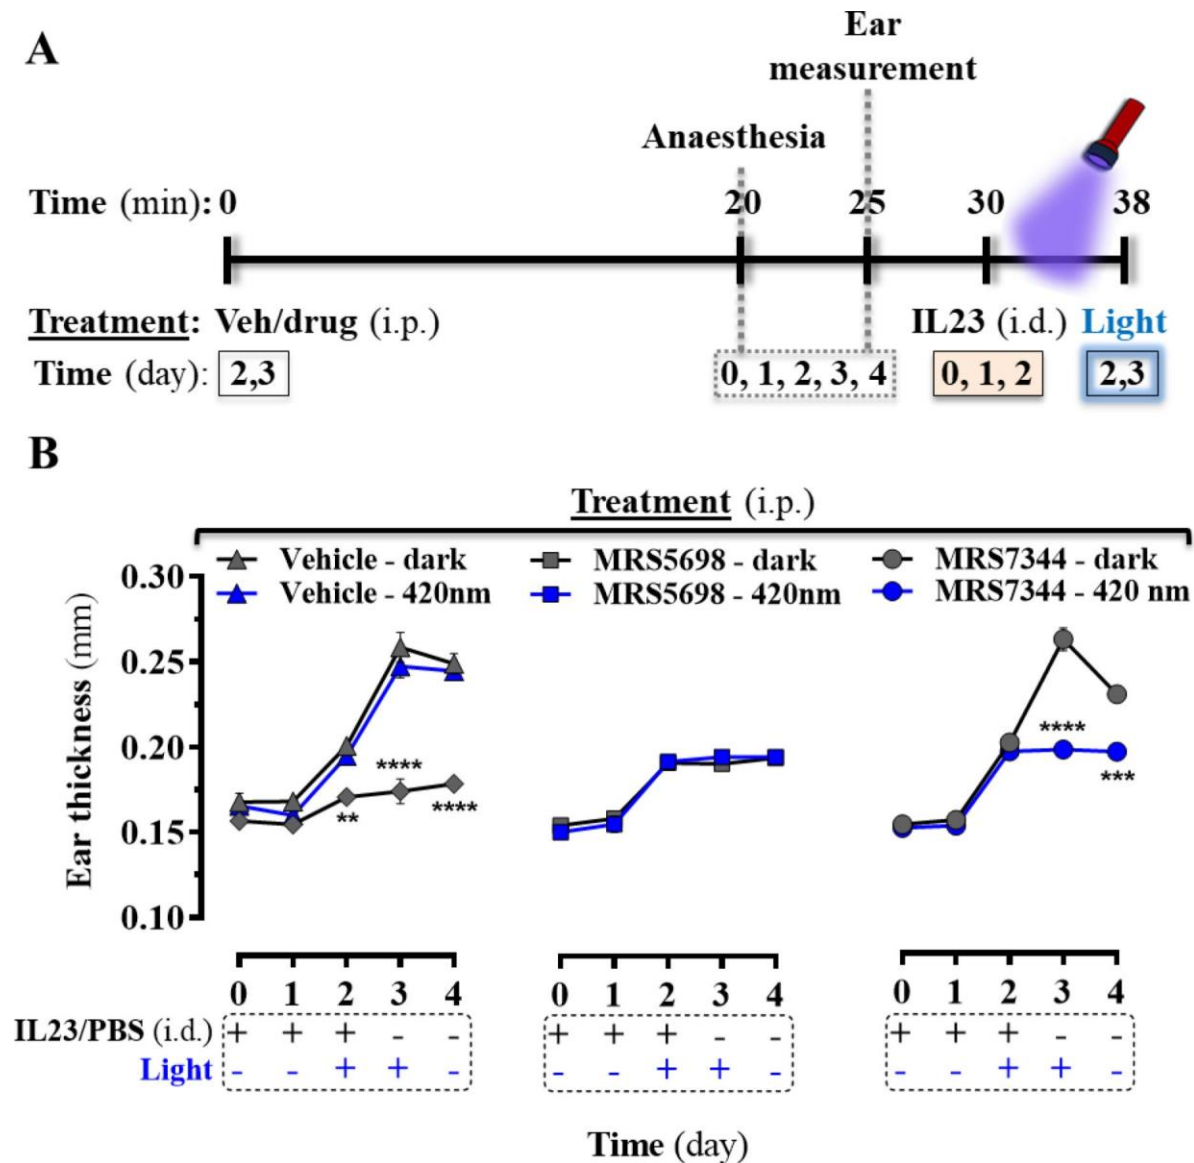 A
Ear
measurement
Anaesthesia
Time (min): 0 20 25 30 38
Treatment: Veh/drug (i.p.) IL23 (i.d.) Light
Time (day): 2,3 0, 1, 2, 3, 4 0, 1, 2 2,3
B
Treatment (i.p.)
Vehicle - dark MRS5698 - dark MRS7344 - dark
Vehicle - 420nm MRS5698 - 420nm MRS7344 - 420 nm
Ear thickness (mm)
0.30
0.25
0.20
0.15
0.10
**** ****
** **** ***
0 1 2 3 4 0 1 2 3 4 0 1 2 3 4
IL23/PBS (i.d.) + + + - - + + + - - + + + - -
Light - - + + - - - + + - - - + + -
Time (day)